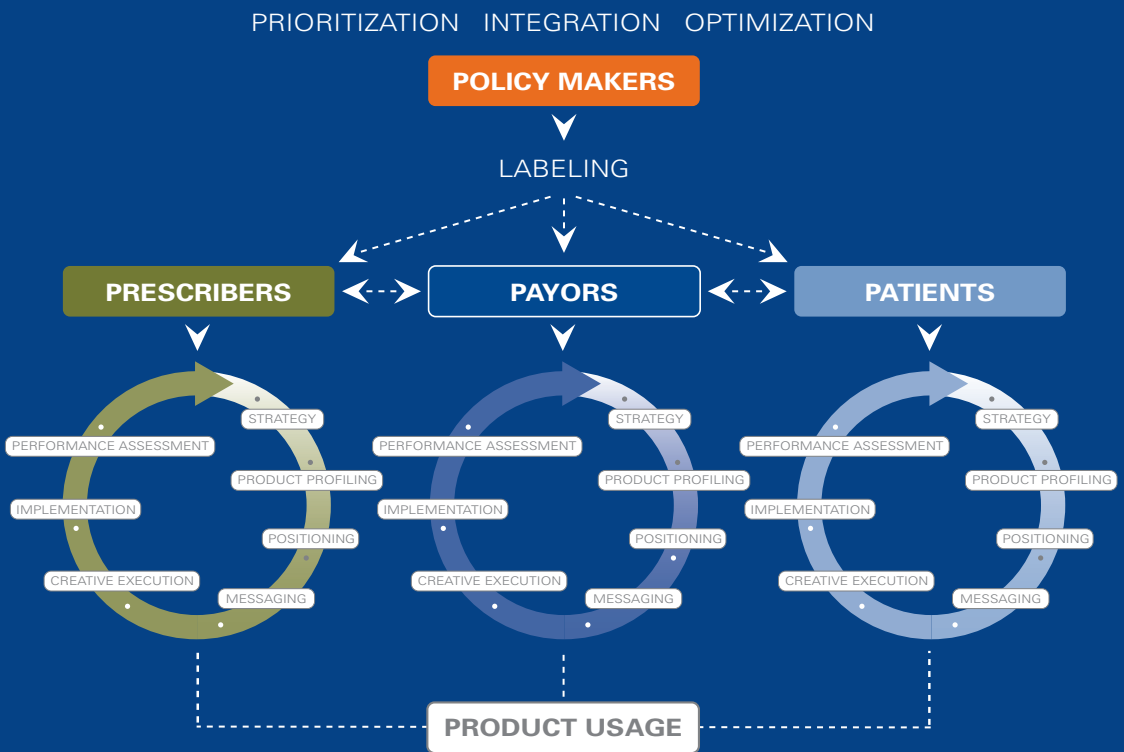 PRIORITIZATION INTEGRATION OPTIMIZATION
POLICY MAKERS
LABELING
PRESCRIBERS
PAYORS
PATIENTS
STRATEGY
PRODUCT PROFILING
POSITIONING
MESSAGING
CREATIVE EXECUTION
IMPLEMENTATION
PERFORMANCE ASSESSMENT
STRATEGY
PRODUCT PROFILING
POSITIONING
MESSAGING
CREATIVE EXECUTION
IMPLEMENTATION
PERFORMANCE ASSESSMENT
STRATEGY
PRODUCT PROFILING
POSITIONING
MESSAGING
CREATIVE EXECUTION
IMPLEMENTATION
PERFORMANCE ASSESSMENT
PRODUCT USAGE